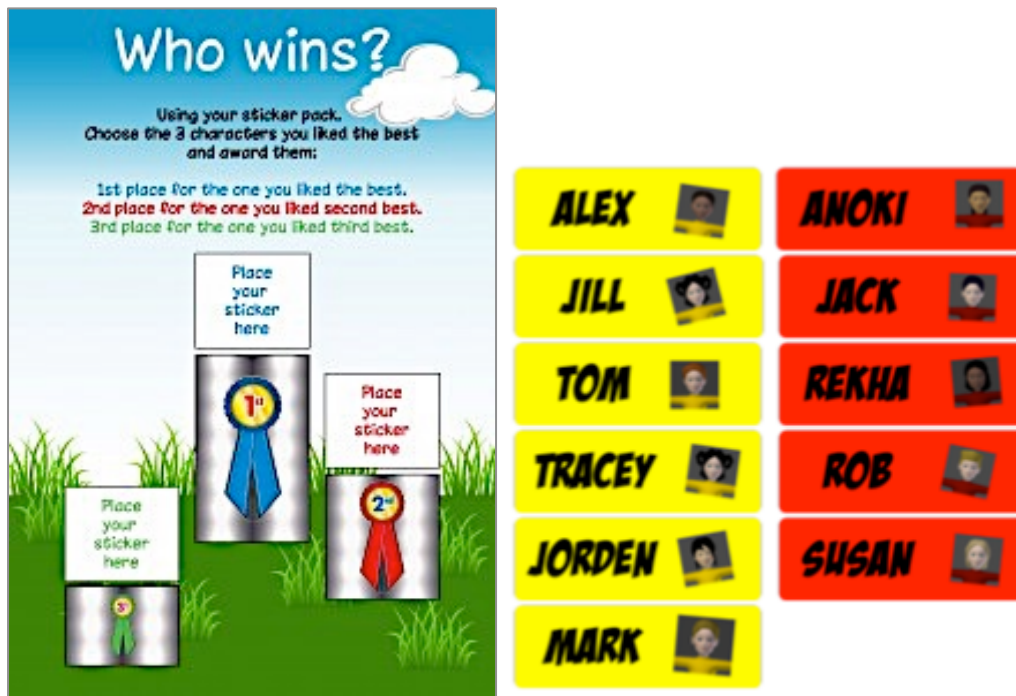 Who wins?
Using your sticker pack.
Choose the 3 characters you liked the best
and award them:
1st place for the one you liked the best.
2nd place for the one you liked second best.
3rd place for the one you liked third best.
Place
your
sticker
here
1st
Place
your
sticker
here
2nd
Place
your
sticker
here
3rd
ALEX
JILL
TOM
TRACEY
JORDEN
MARK
ANOKI
JACK
REKHA
ROB
SUSAN